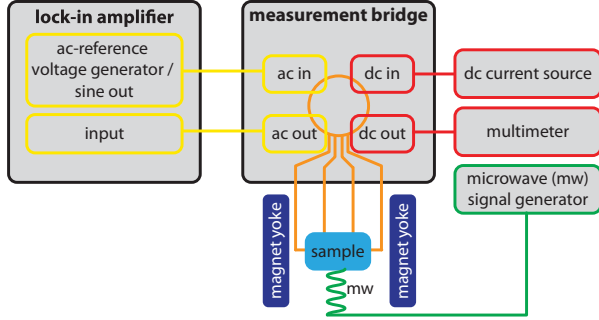 lock-in amplifier
ac-reference
voltage generator /
sine out
input
measurement bridge
ac in
dc in
ac out
dc out
dc current source
multimeter
microwave (mw)
signal generator
magnet yoke
sample
magnet yoke
mw